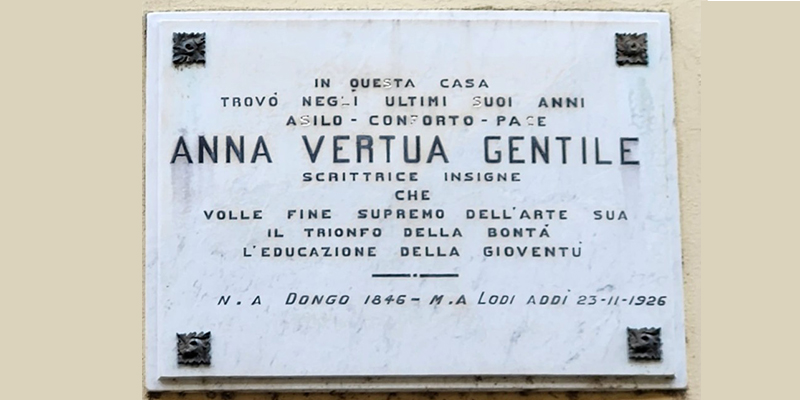 IN QUESTA CASA
TROVÒ NEGLI ULTIMI SUOI ANNI
ASILO - CONFORTO - PACE
ANNA VERTUA GENTILE
SCRITTRICE INSIGNE
CHE
VOLLE FINE SUPREMO DELL'ARTE SUA
IL TRIONFO DELLA BONTÀ
L'EDUCAZIONE DELLA GIOVENTÙ
N. A DONGO 1846 - M. A LODI ADDÌ 23-11-1926